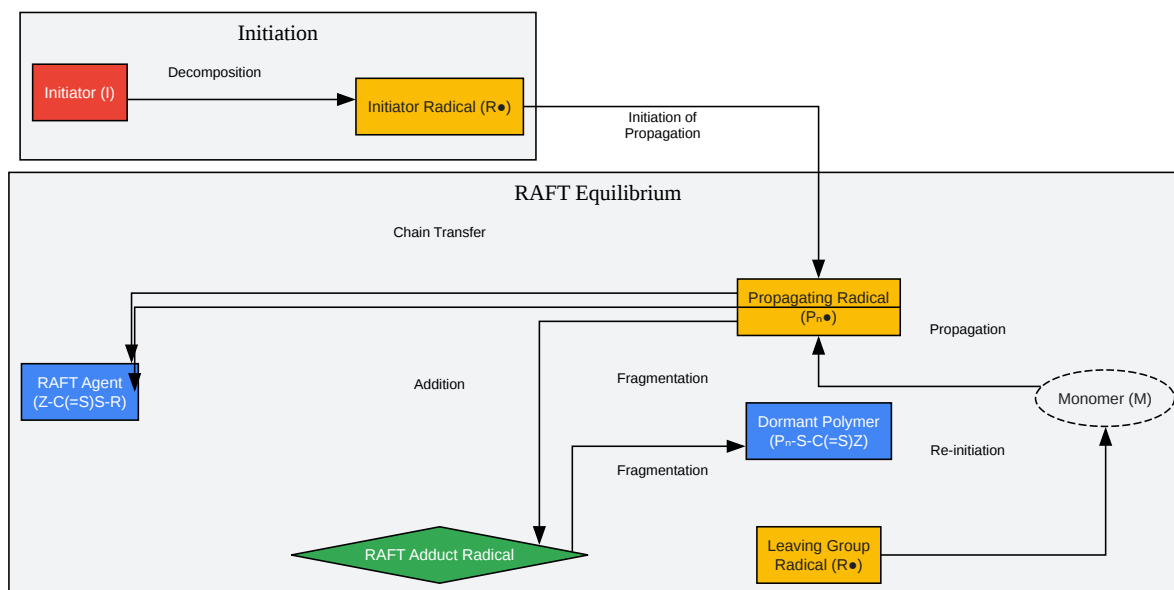 Initiation
Decomposition
Initiator (I)
Initiator Radical (R●)
Initiation of
Propagation
RAFT Equilibrium
Chain Transfer
Propagating Radical
(Pₙ●)
Propagation
RAFT Agent
(Z-C(=S)S-R)
Addition
Fragmentation
Monomer (M)
Dormant Polymer
(Pₙ-S-C(=S)Z)
Re-initiation
Fragmentation
RAFT Adduct Radical
Leaving Group
Radical (R●)